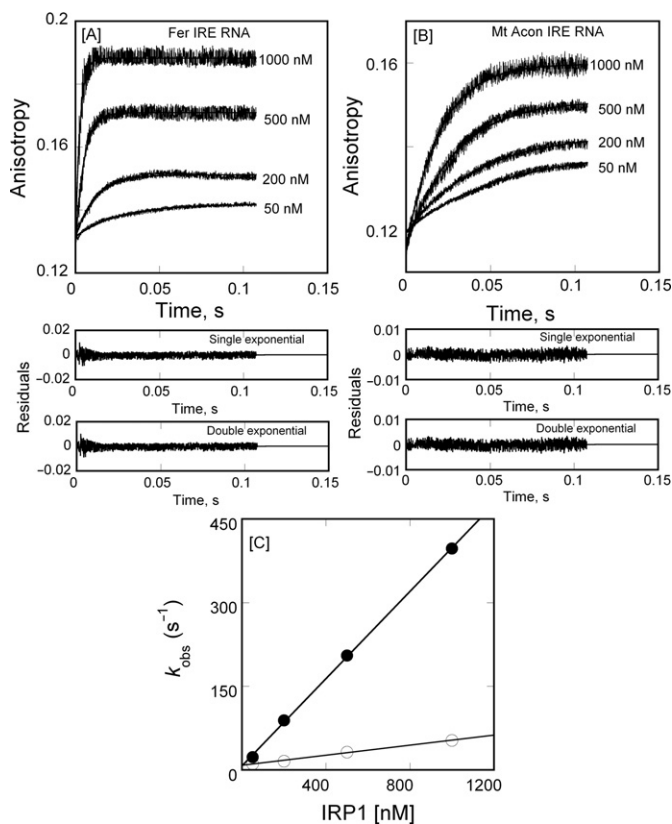 [A]
Fer IRE RNA
0.2
0.16
0.12
Anisotropy
1000 nM
500 nM
200 nM
50 nM
0
0.05
0.1
0.15
Time, s
[B]
Mt Acon IRE RNA
0.16
0.12
Anisotropy
1000 nM
500 nM
200 nM
50 nM
0
0.05
0.1
0.15
Time, s
Residuals
0.02
0
−0.02
Single exponential
0
0.05
0.1
0.15
Time, s
0.02
0
−0.02
Double exponential
0
0.05
0.1
0.15
Time, s
Residuals
0.01
0
−0.01
Single exponential
0
0.05
0.1
0.15
Time, s
0.01
0
−0.01
Double exponential
0
0.05
0.1
0.15
Time, s
[C]
450
300
150
0
k_obs (s⁻¹)
400
800
1200
IRP1 [nM]